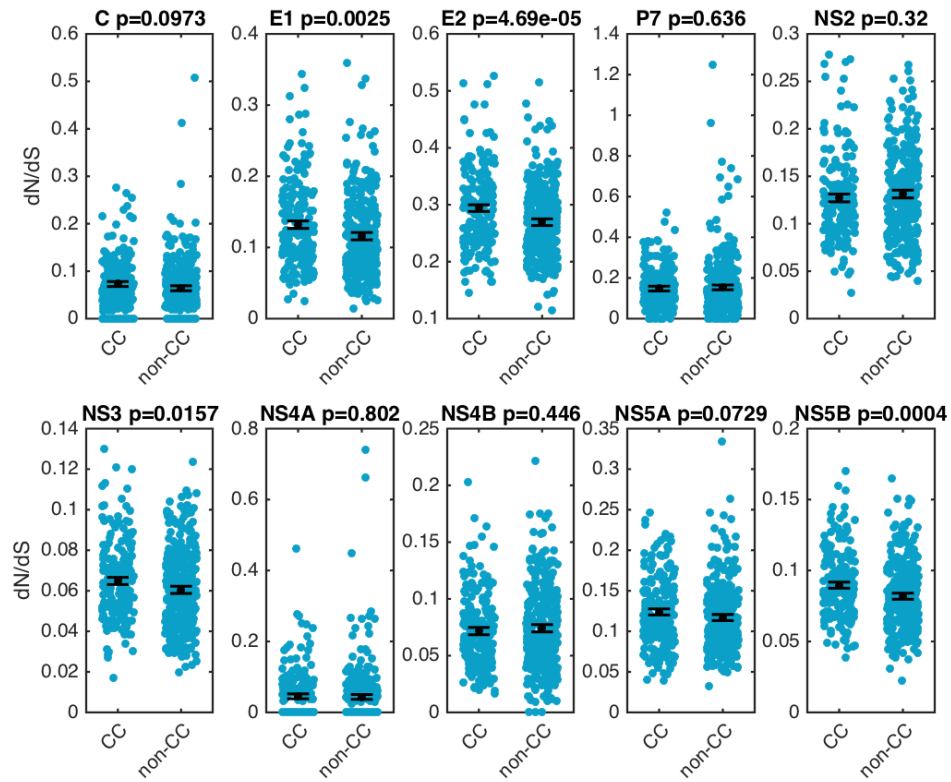 C p=0.0973 E1 p=0.0025 E2 p=4.69e-05 P7 p=0.636 NS2 p=0.32
0.6 0.4 0.6 1.4 0.3
0.5 0.3 0.5 1.2 0.25
0.4 0.2 0.4 1 0.2
0.3 0.1 0.3 0.8 0.15
0.2 0 0.2 0.6 0.1
0.1 0.1 0.4 0.05
0 0.2 0
0
dN/dS
CC non-CC CC non-CC CC non-CC CC non-CC CC non-CC
NS3 p=0.0157 NS4A p=0.802 NS4B p=0.446 NS5A p=0.0729 NS5B p=0.0004
0.14 0.8 0.25 0.35 0.2
0.12 0.6 0.2 0.3 0.15
0.1 0.4 0.15 0.25 0.1
0.08 0.2 0.1 0.2 0.05
0.06 0 0.05 0.15 0
0.04 0 0.1
0.02 0.05
0 0
dN/dS
CC non-CC CC non-CC CC non-CC CC non-CC CC non-CC